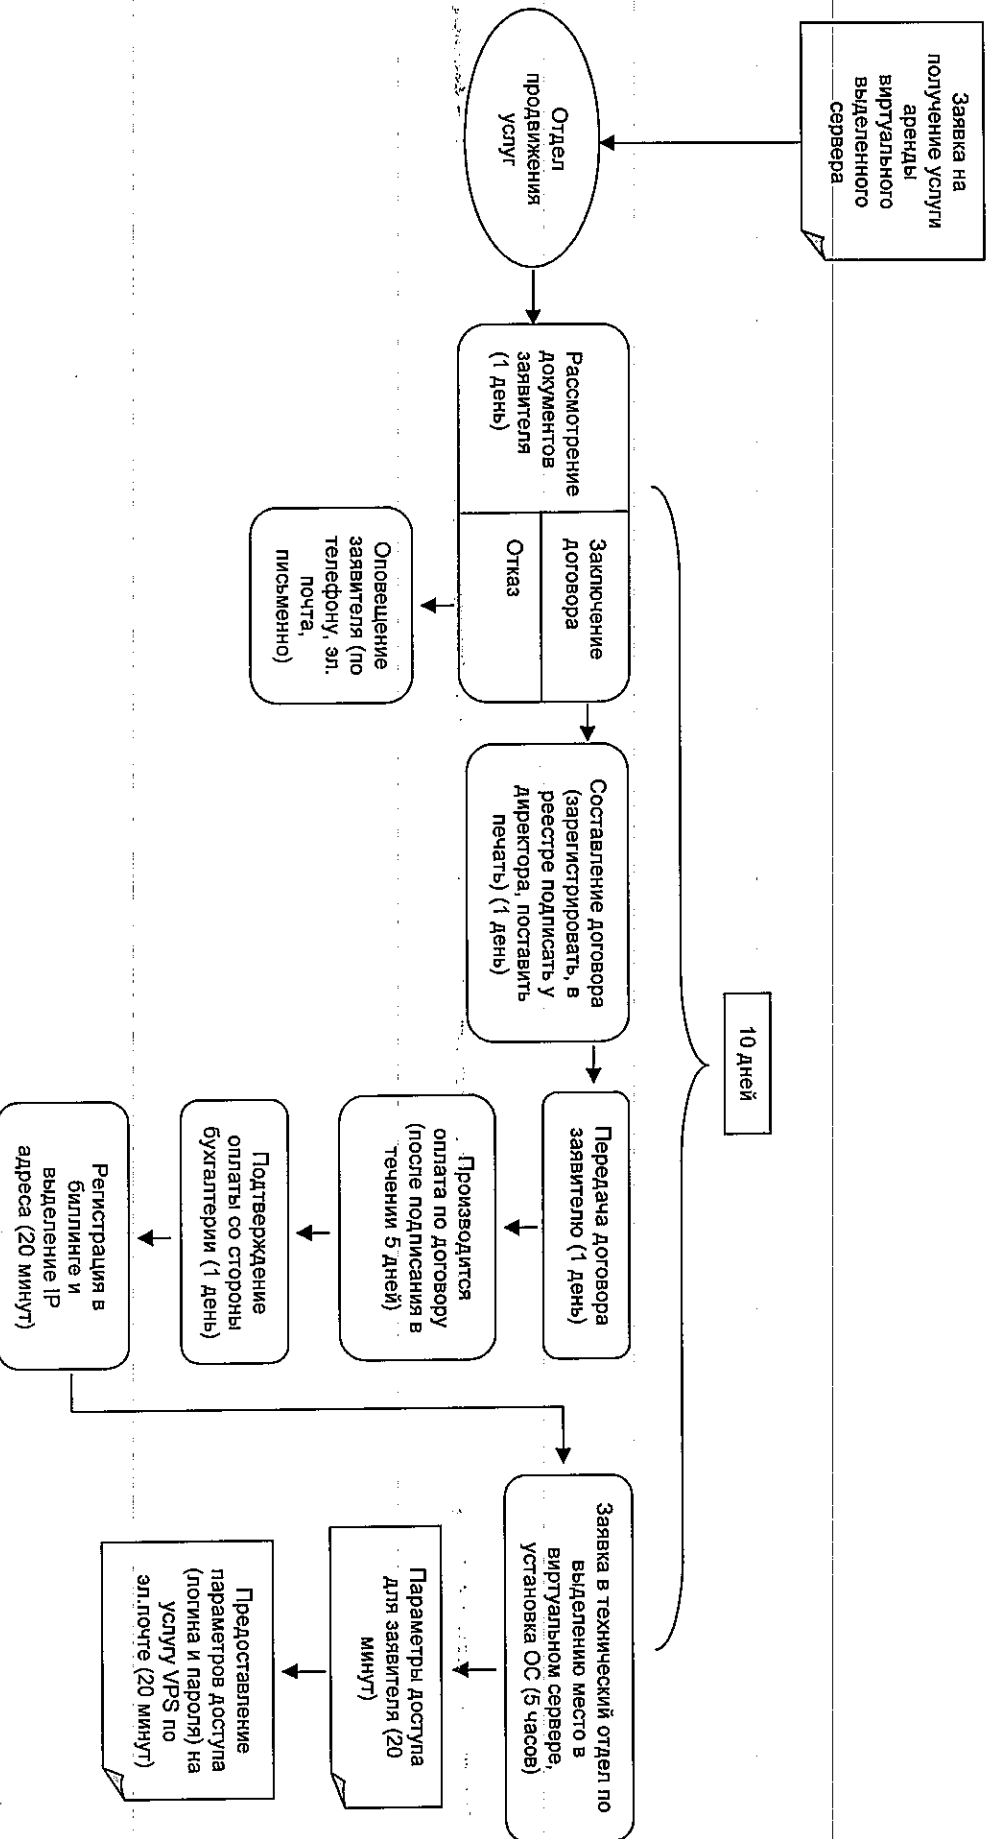 Заявка на
получение услуги
аренды
виртуального
выделенного
сервера
Отдел
продвижения
услуг
10 дней
Рассмотрение
документов
заявителя
(1 день)
Заключение
договора
Отказ
Оповещение
заявителя (по
телефону, эл.
почта,
письменно)
Составление договора
(зарегистрировать, в
реестре подписать у
директора, поставить
печать) (1 день)
Передача договора
заявителю (1 день)
Производится
оплата по договору
(после подписания в
течении 5 дней)
Подтверждение
оплаты со стороны
бухгалтерии (1 день)
Регистрация в
биллинге и
выделение IP
адреса (20 минут)
Заявка в технический отдел по
выделению место в
виртуальном сервере,
установка ОС (5 часов)
Параметры доступа
для заявителя (20
минут)
Предоставление
параметров доступа
(логина и пароля) на
услугу VPS по
эл.почте (20 минут)